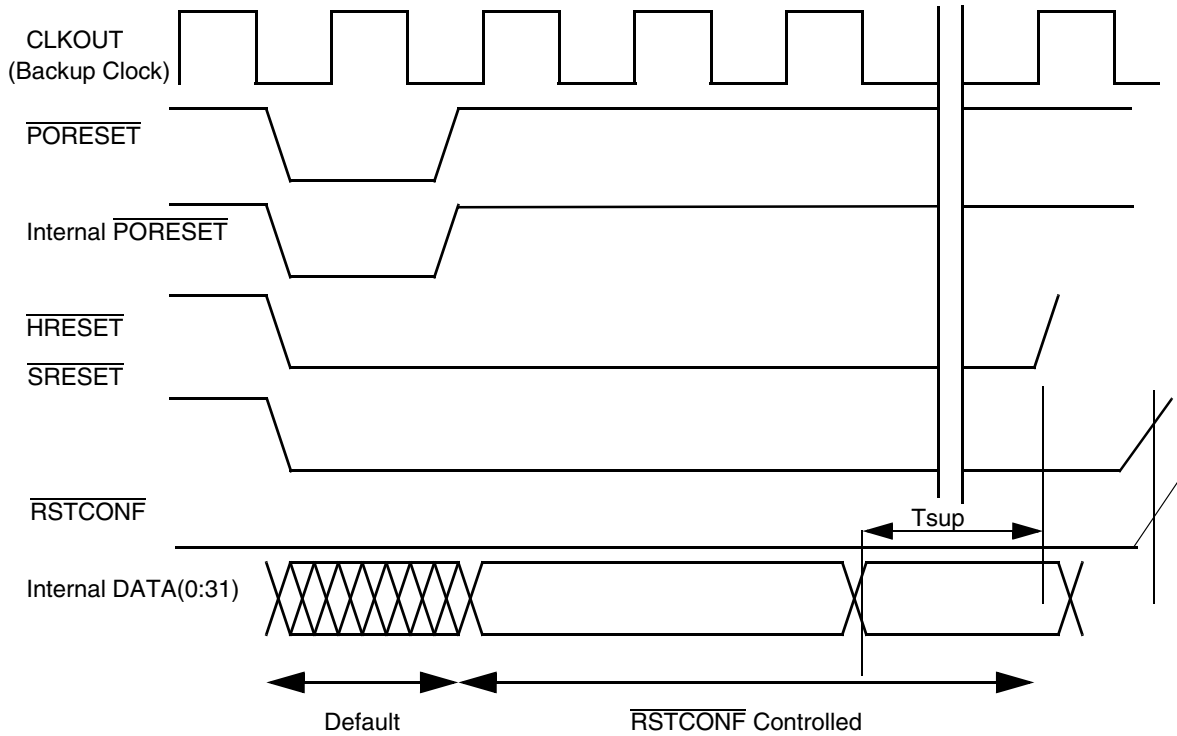 CLKOUT
(Backup Clock)
PORESET
Internal PORESET
HRESET
SRESET
RSTCONF
Tsup
Internal DATA(0:31)
Default
RSTCONF Controlled